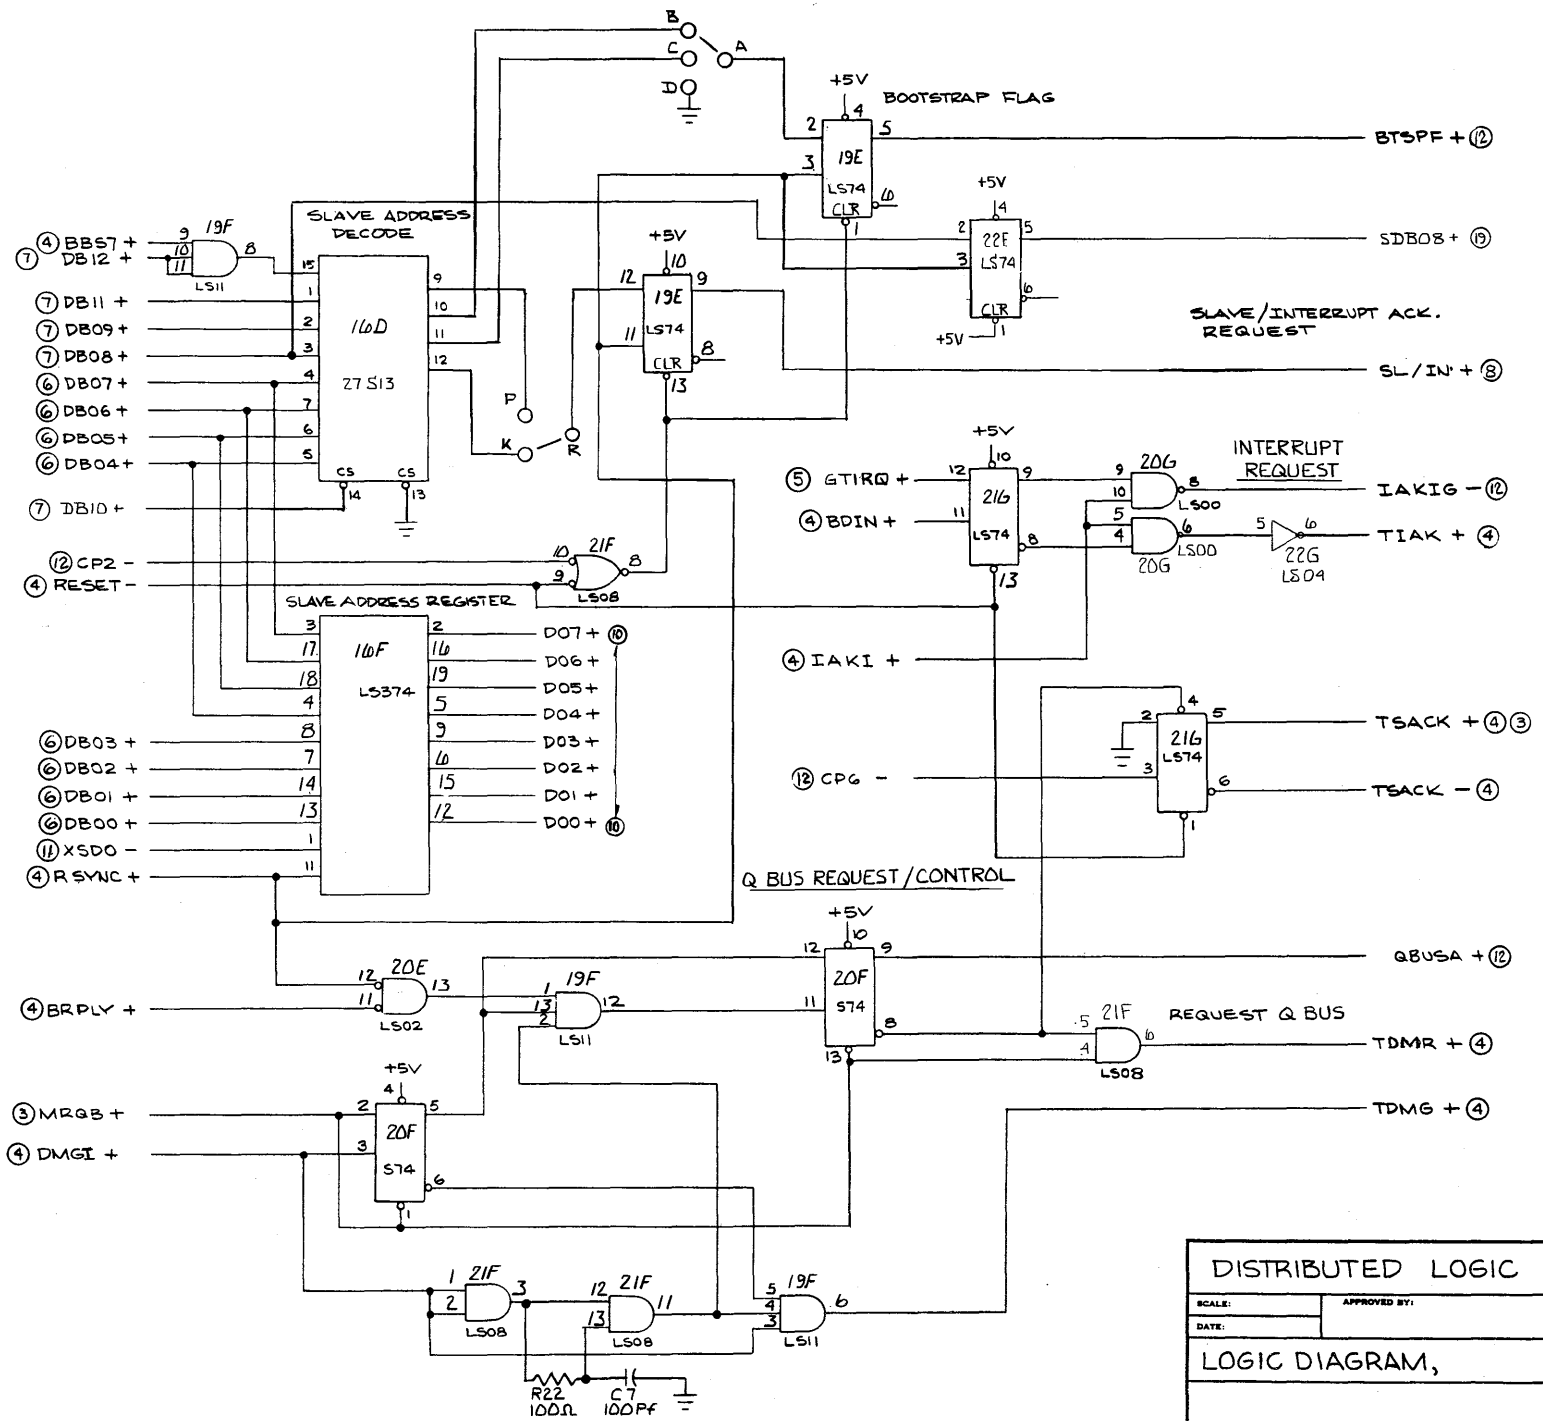 B
C
A
D
+5V
4
BOOTSTRAP FLAG
2
5
3
19E
LS74
CLR
6
1
BTSPF + 12
+5V
4
2
22F
5
3
LS74
6
CLR
+5V
1
SDB08 + 19
SLAVE ADDRESS
DECODE
19F
4 BBS7 +
7 DB12 +
9
10
11
8
LS11
7 DB11 +
7 DB09 +
7 DB08 +
6 DB07 +
6 DB06 +
6 DB05 +
6 DB04 +
7 DB10 +
15
1
2
3
4
7
6
5
16D
27S13
CS
14
CS
13
9
10
11
12
P
K
R
+5V
10
12
19E
9
11
LS74
8
CLR
13
SLAVE/INTERRUPT ACK.
REQUEST
SL/IN + 8
12 CP2 -
4 RESET -
10
9
21F
8
LS08
+5V
10
5 GTIRQ +
12
21G
9
4 BDIN +
11
LS74
8
13
INTERRUPT
REQUEST
9
10
20G
8
LS00
IAKIG - 12
5
4
6
LS00
20G
5
6
22G
LS04
TIAK + 4
4 IAKI +
SLAVE ADDRESS REGISTER
16F
LS374
3
17
18
4
8
7
14
13
1
11
2
16
19
5
9
6
15
12
D07 + 10
D06 +
D05 +
D04 +
D03 +
D02 +
D01 +
D00 + 10
6 DB03 +
6 DB02 +
6 DB01 +
6 DB00 +
11 XSD0 -
4 RSYNC +
4
2
21G
5
LS74
3
6
1
12 CP6 -
TSACK + 4 3
TSACK - 4
Q BUS REQUEST/CONTROL
+5V
10
12
20F
9
S74
11
8
13
QBUSA + 12
4 BRPLY +
12
11
20E
13
LS02
1
13
2
19F
12
LS11
5
4
21F
6
LS08
REQUEST Q BUS
TDMR + 4
+5V
4
3 MRQB +
2
20F
5
4 DMGI +
3
S74
6
1
TDMG + 4
1
2
21F
3
LS08
12
13
21F
11
LS08
5
4
3
19F
6
LS11
R22
100Ω
C7
100Pf
DISTRIBUTED LOGIC
SCALE:
APPROVED BY:
DATE:
LOGIC DIAGRAM,